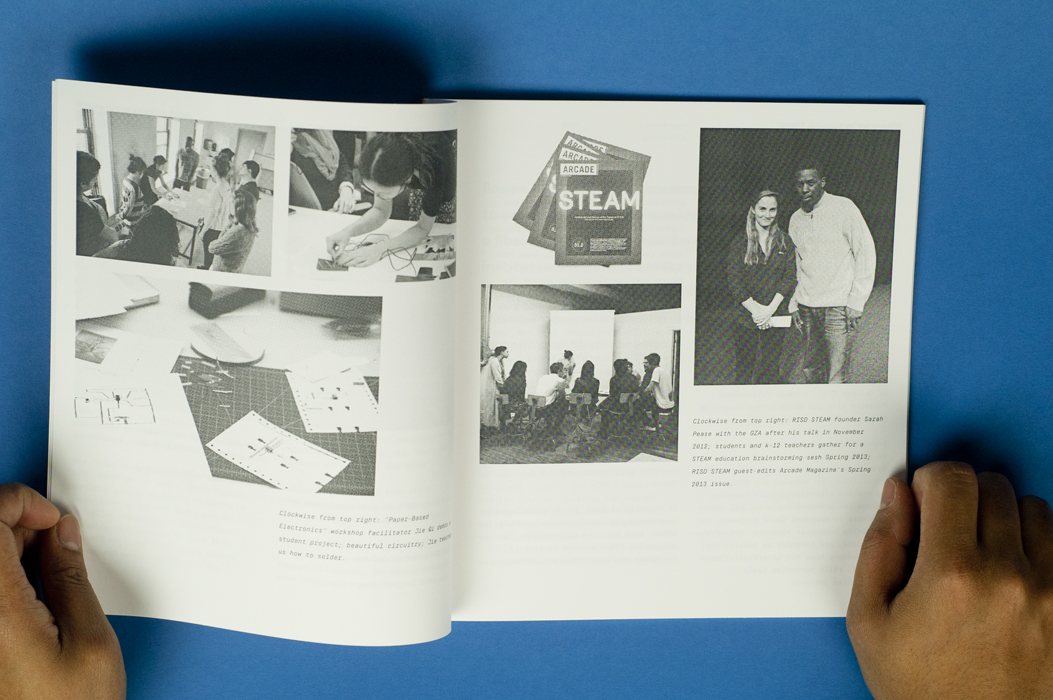 Clockwise from top right: 'Paper-Based
Electronics' workshop facilitator Jie Qi
student project; beautiful circuitry; Jie
us how to solder.
ARCADE
ARCADE
ARCADE
STEAM
Clockwise from top right: RISD STEAM founder Sarah
Pease with the GZA after his talk in November
2012; students and k-12 teachers gather for a
STEAM education brainstorming sesh Spring 2013;
RISD STEAM guest-edits Arcade Magazine's Spring
2013 issue.